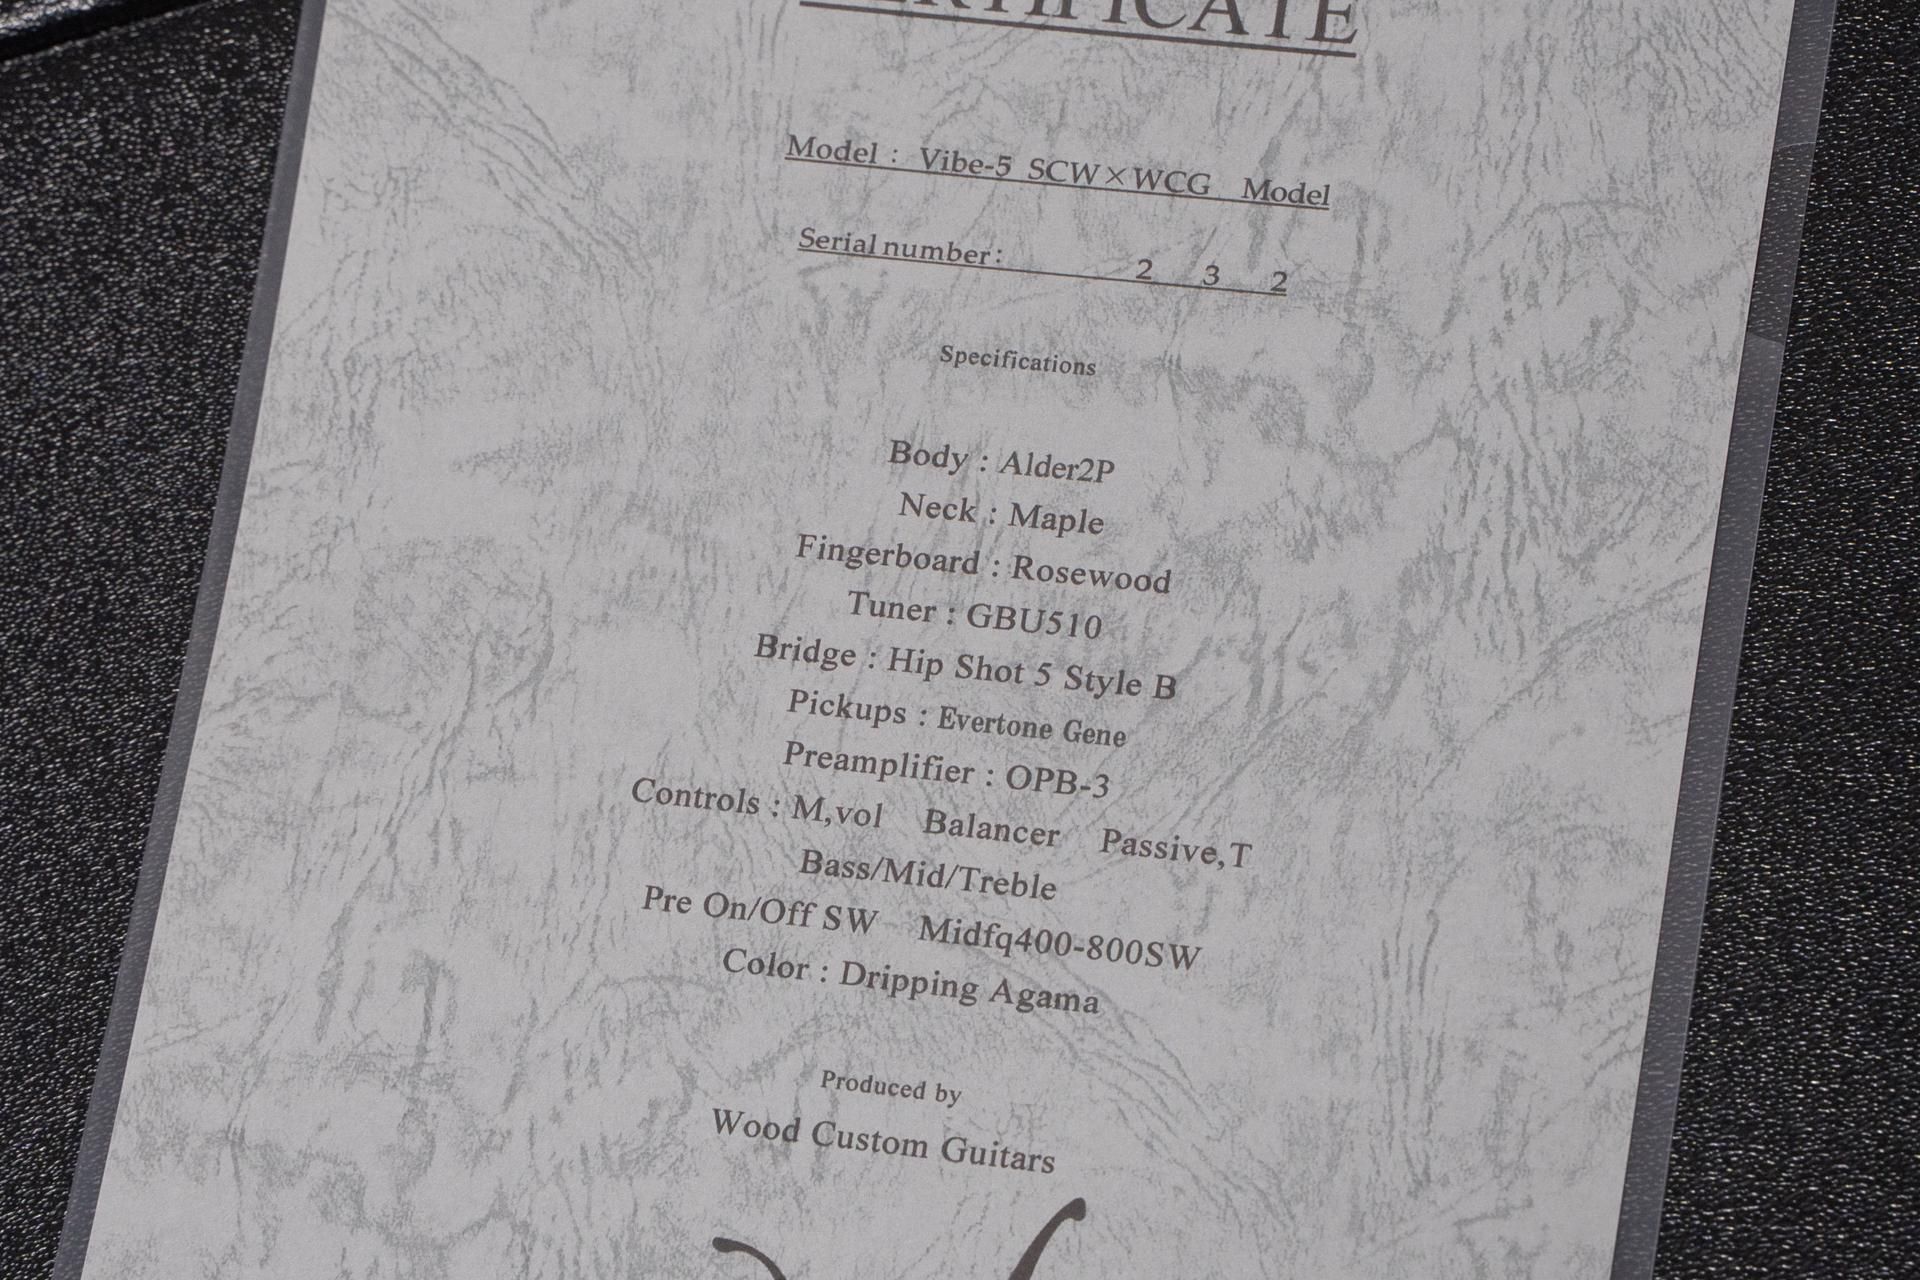 CERTIFICATE
Model : Vibe-5 SCW×WCG Model
Serial number: 2 3 2
Specifications
Body : Alder2P
Neck : Maple
Fingerboard : Rosewood
Tuner : GBU510
Bridge : Hip Shot 5 Style B
Pickups : Evertone Gene
Preamplifier : OPB-3
Controls : M,vol Balancer Passive,T
Bass/Mid/Treble
Pre On/Off SW Midfq400-800SW
Color : Dripping Agama
Produced by
Wood Custom Guitars